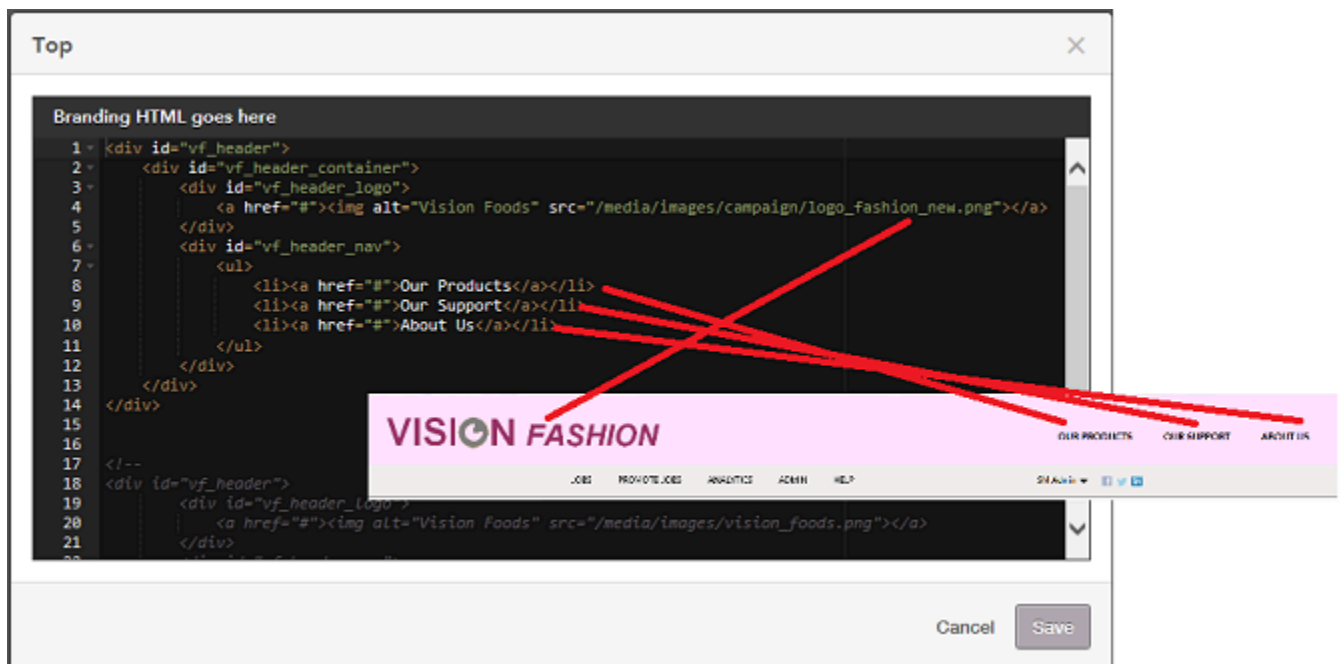 Top
Branding HTML goes here
1 <div id="vf_header">
2 <div id="vf_header_container">
3 <div id="vf_header_logo">
4 <a href="#"><img alt="Vision Foods" src="/media/images/campaign/logo_fashion_new.png"></a>
5 </div>
6 <div id="vf_header_nav">
7 <ul>
8 <li><a href="#">Our Products</a></li>
9 <li><a href="#">Our Support</a></li>
10 <li><a href="#">About Us</a></li>
11 </ul>
12 </div>
13 </div>
14 </div>
15
16
17 <!--
18 <div id="vf_header">
19 <div id="vf_header_logo">
20 <a href="#"><img alt="Vision Foods" src="/media/images/vision_foods.png"></a>
21 </div>
VISION FASHION
OUR PRODUCTS OUR SUPPORT ABOUT US
JOBS PROMOTE JOBS ANALYTICS ADMIN HELP
Cancel Save